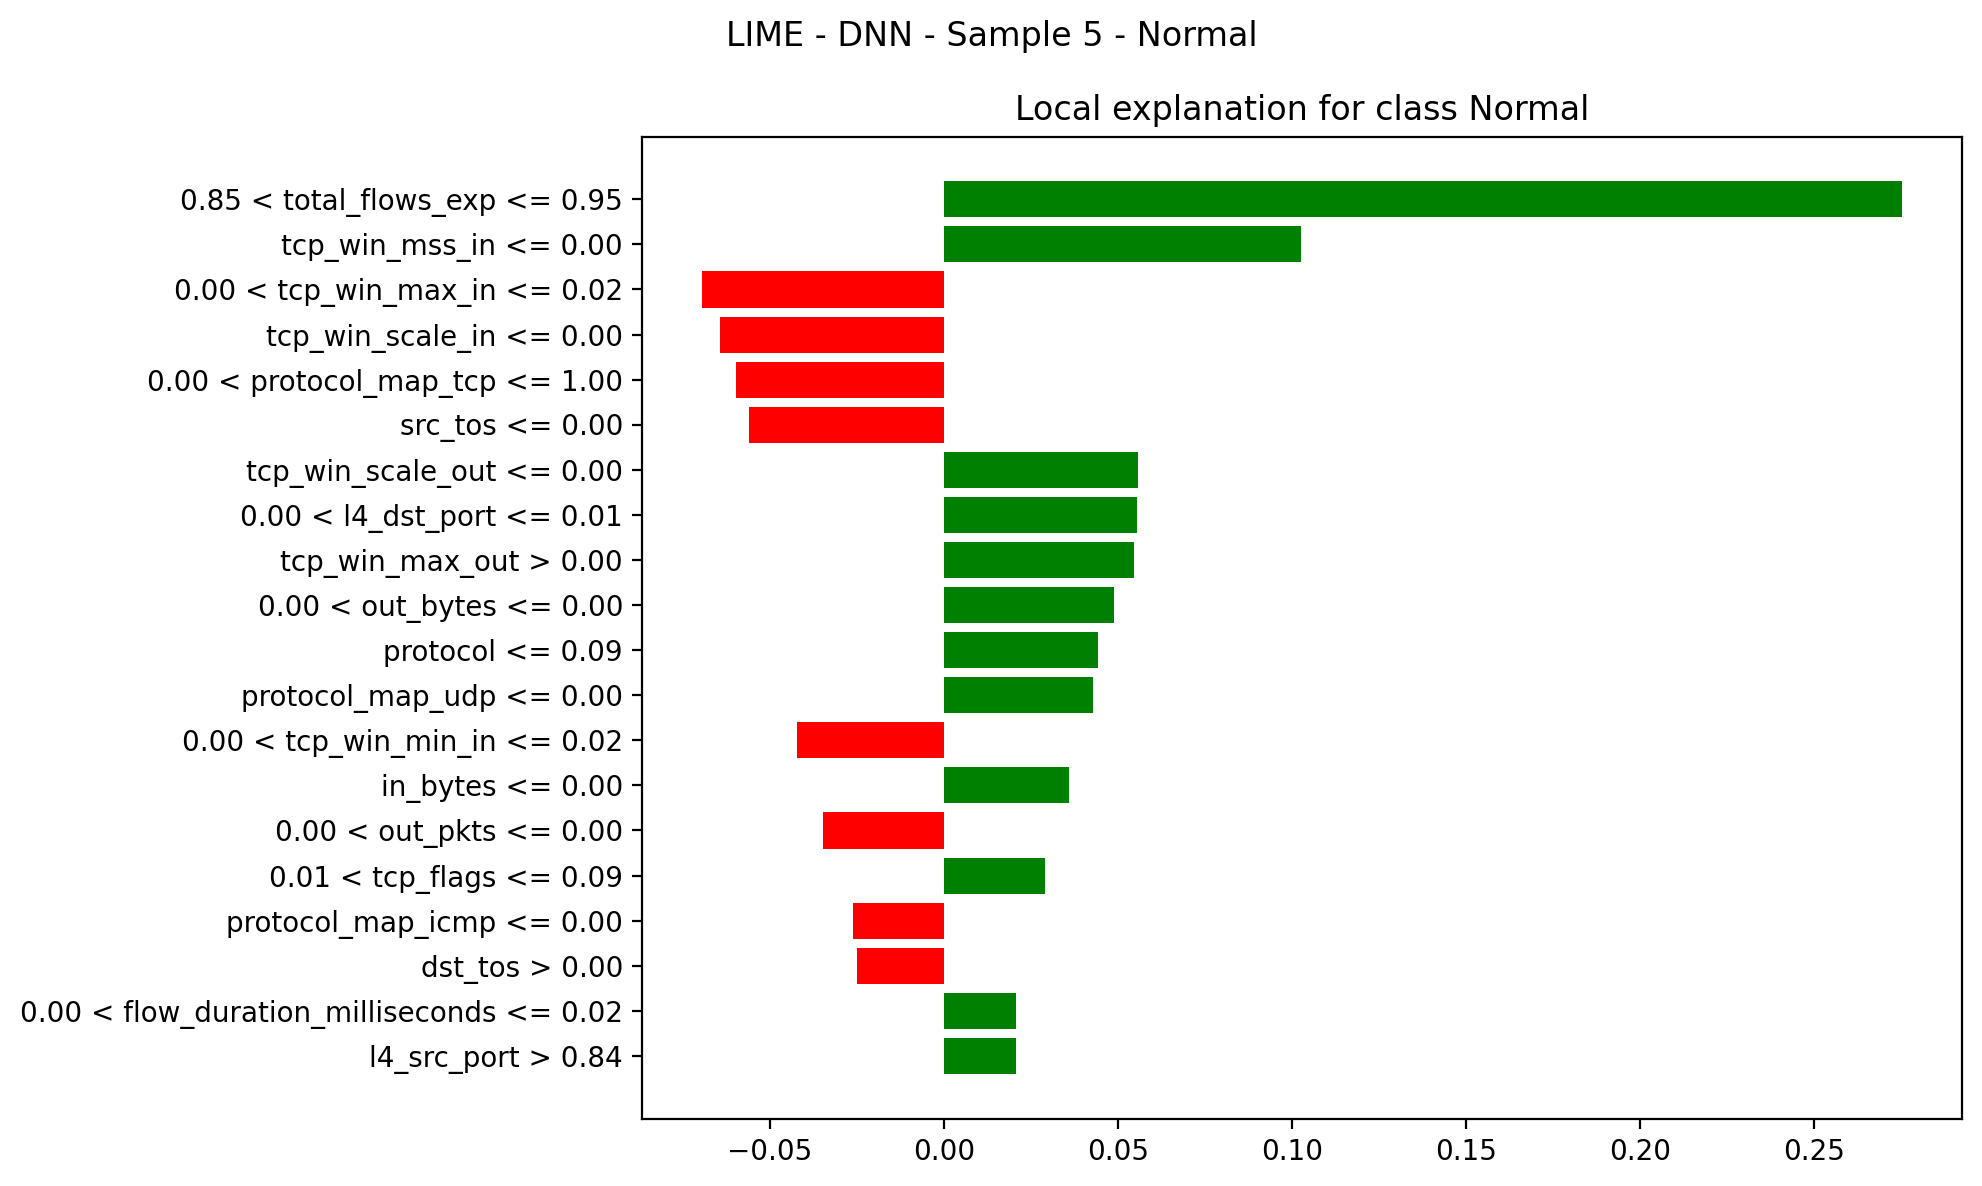 LIME - DNN - Sample 5 - Normal
Local explanation for class Normal
0.85 < total_flows_exp <= 0.95
tcp_win_mss_in <= 0.00
0.00 < tcp_win_max_in <= 0.02
tcp_win_scale_in <= 0.00
0.00 < protocol_map_tcp <= 1.00
src_tos <= 0.00
tcp_win_scale_out <= 0.00
0.00 < l4_dst_port <= 0.01
tcp_win_max_out > 0.00
0.00 < out_bytes <= 0.00
protocol <= 0.09
protocol_map_udp <= 0.00
0.00 < tcp_win_min_in <= 0.02
in_bytes <= 0.00
0.00 < out_pkts <= 0.00
0.01 < tcp_flags <= 0.09
protocol_map_icmp <= 0.00
dst_tos > 0.00
0.00 < flow_duration_milliseconds <= 0.02
l4_src_port > 0.84
−0.05 0.00 0.05 0.10 0.15 0.20 0.25